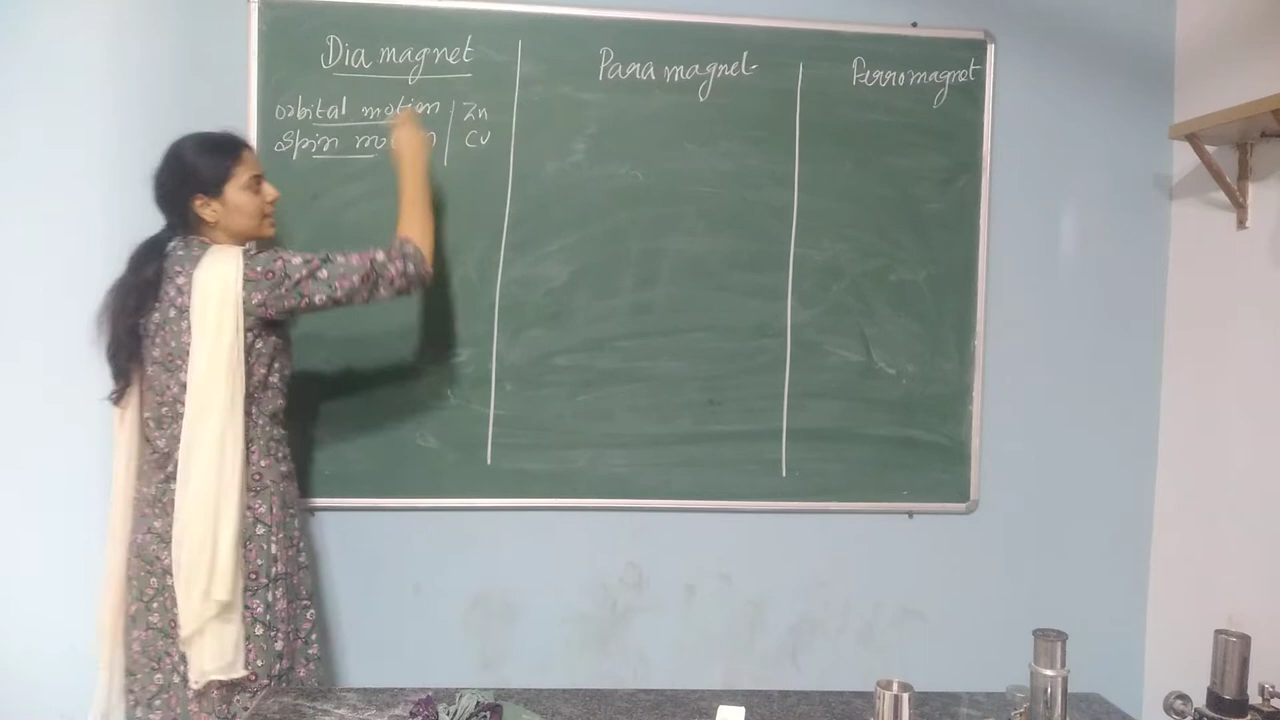 Dia magnet
Orbital motion | Zn
Spin motion | Cu
Para magnet
Ferromagnet